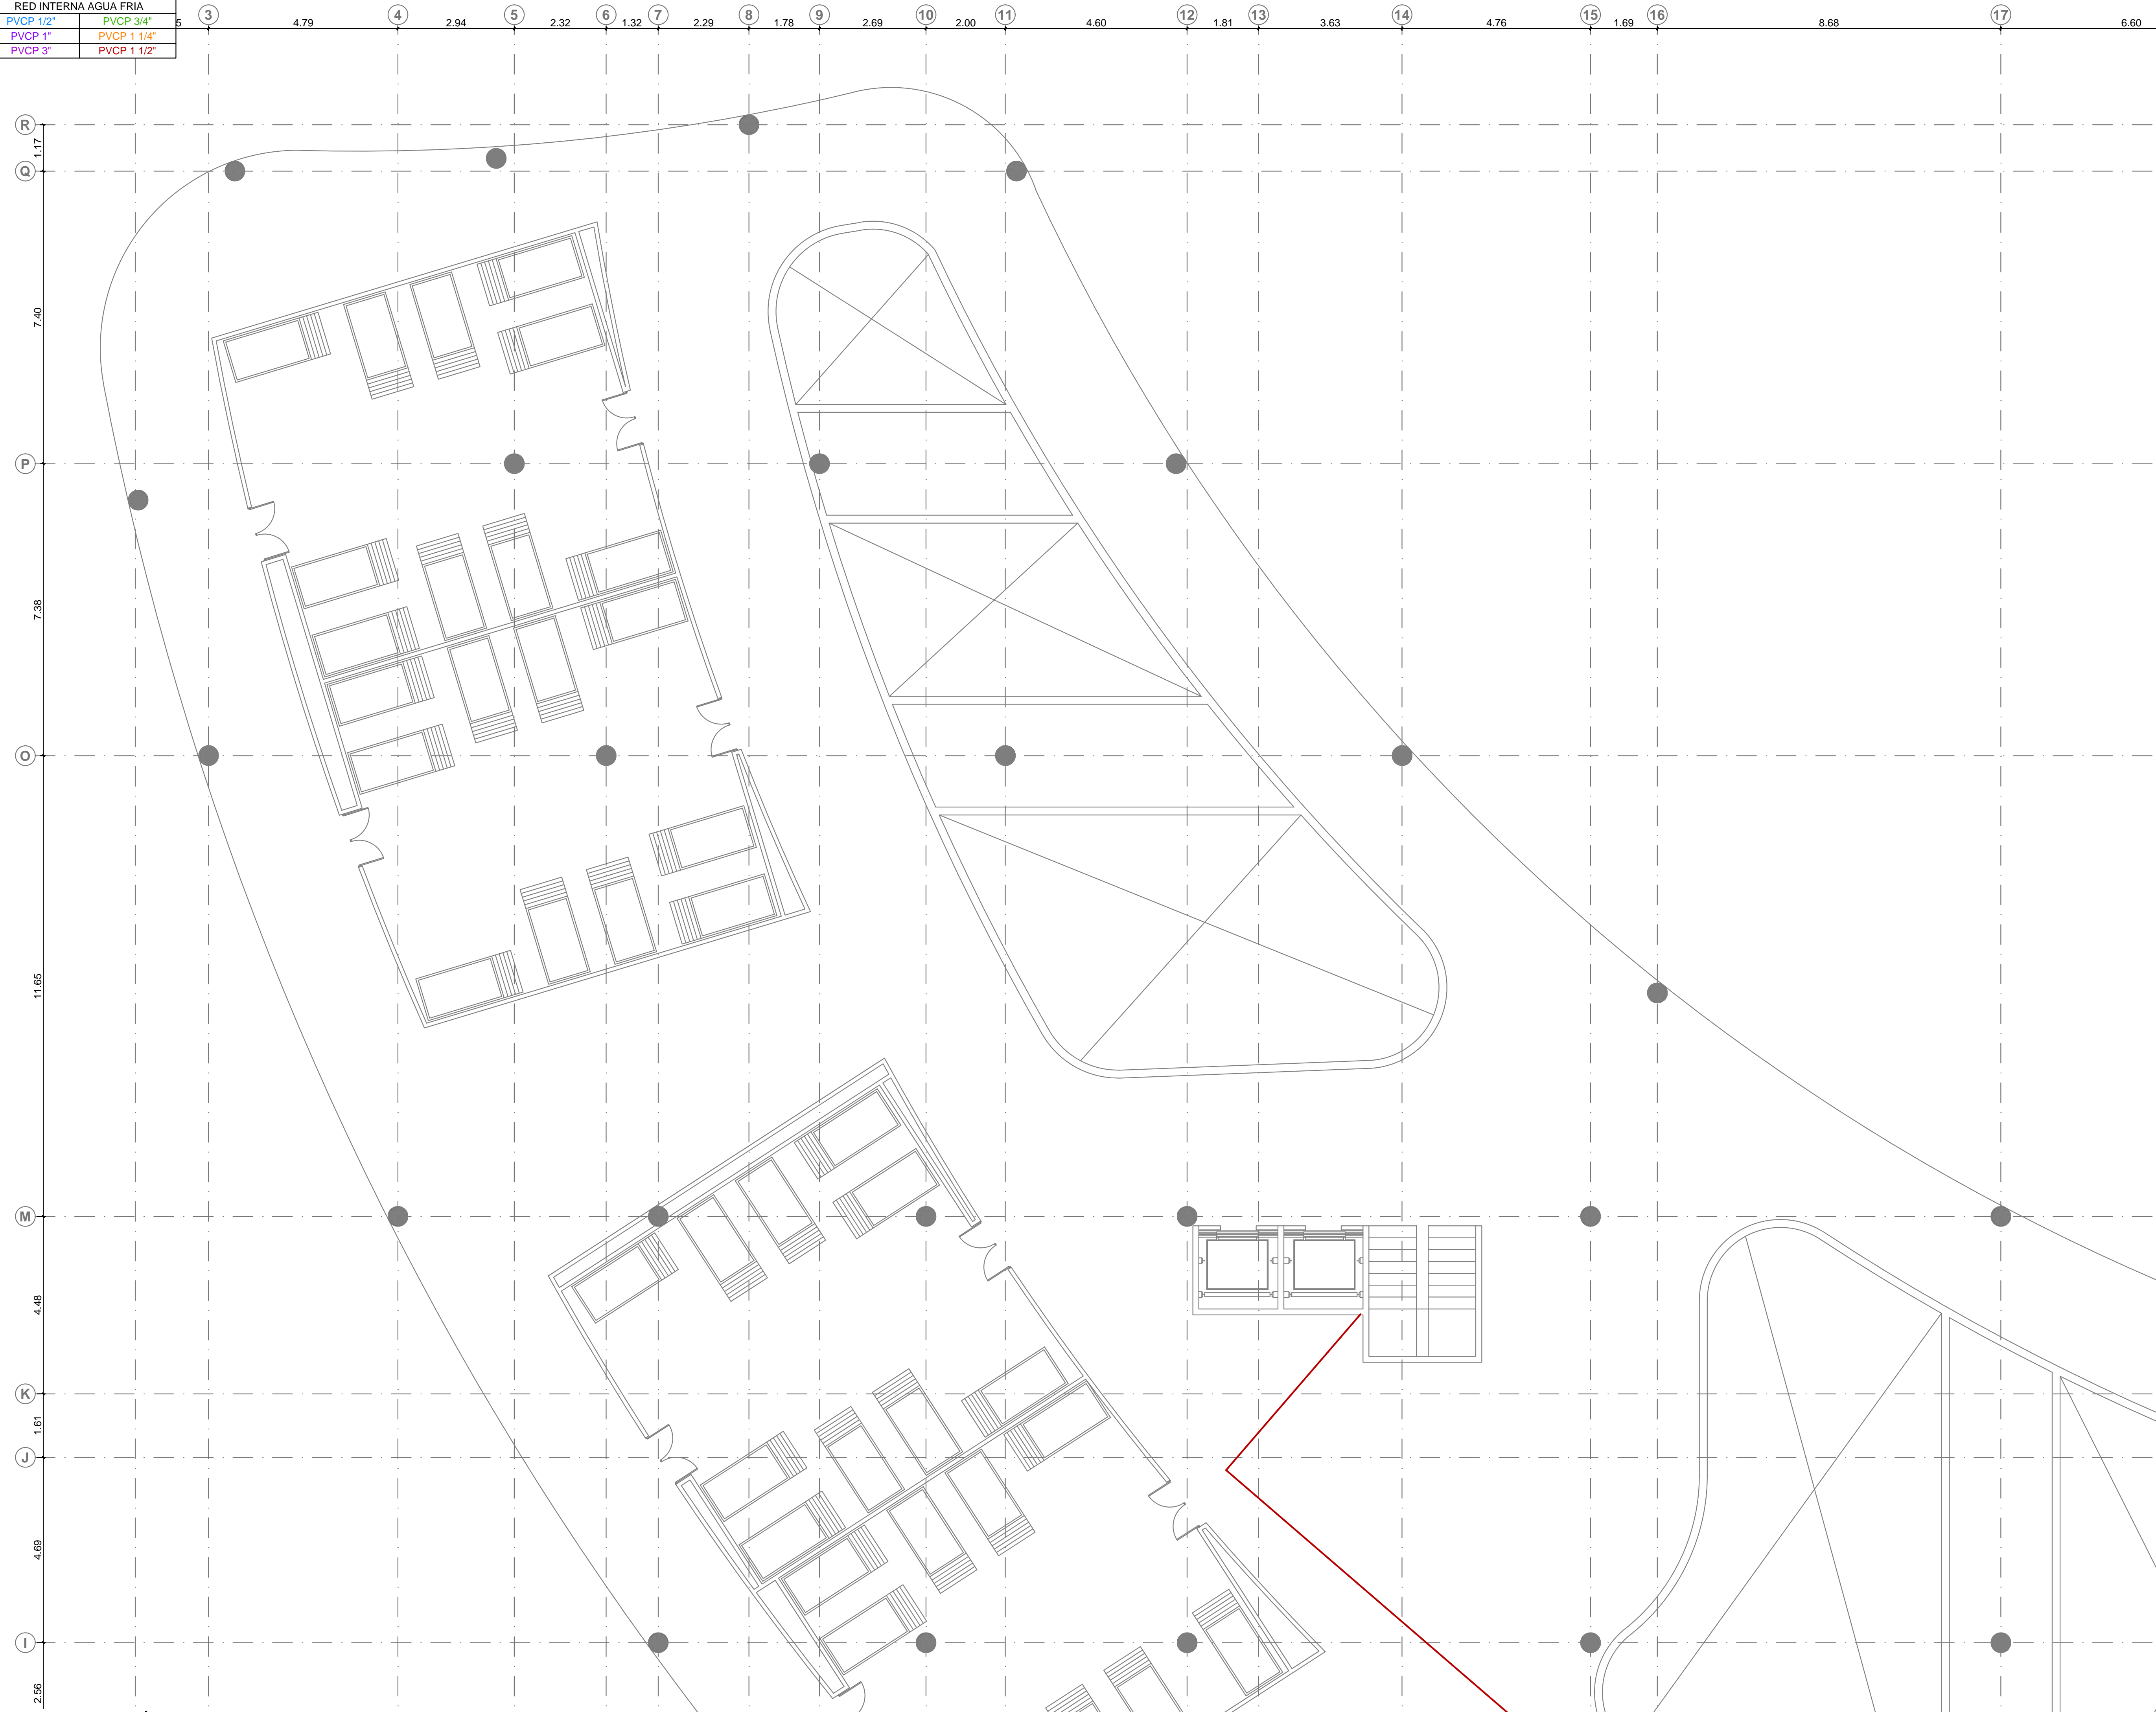 RED INTERNA AGUA FRIA
PVCP 1/2" PVCP 3/4"
PVCP 1" PVCP 1 1/4"
PVCP 3" PVCP 1 1/2"
3 4 5 6 7 8 9 10 11 12 13 14 15 16 17
5 4.79 2.94 2.32 1.32 2.29 1.78 2.69 2.00 4.60 1.81 3.63 4.76 1.69 8.68 6.60
R
1.17
Q
7.40
P
7.38
O
11.65
M
4.48
K
1.61
J
4.69
I
2.56